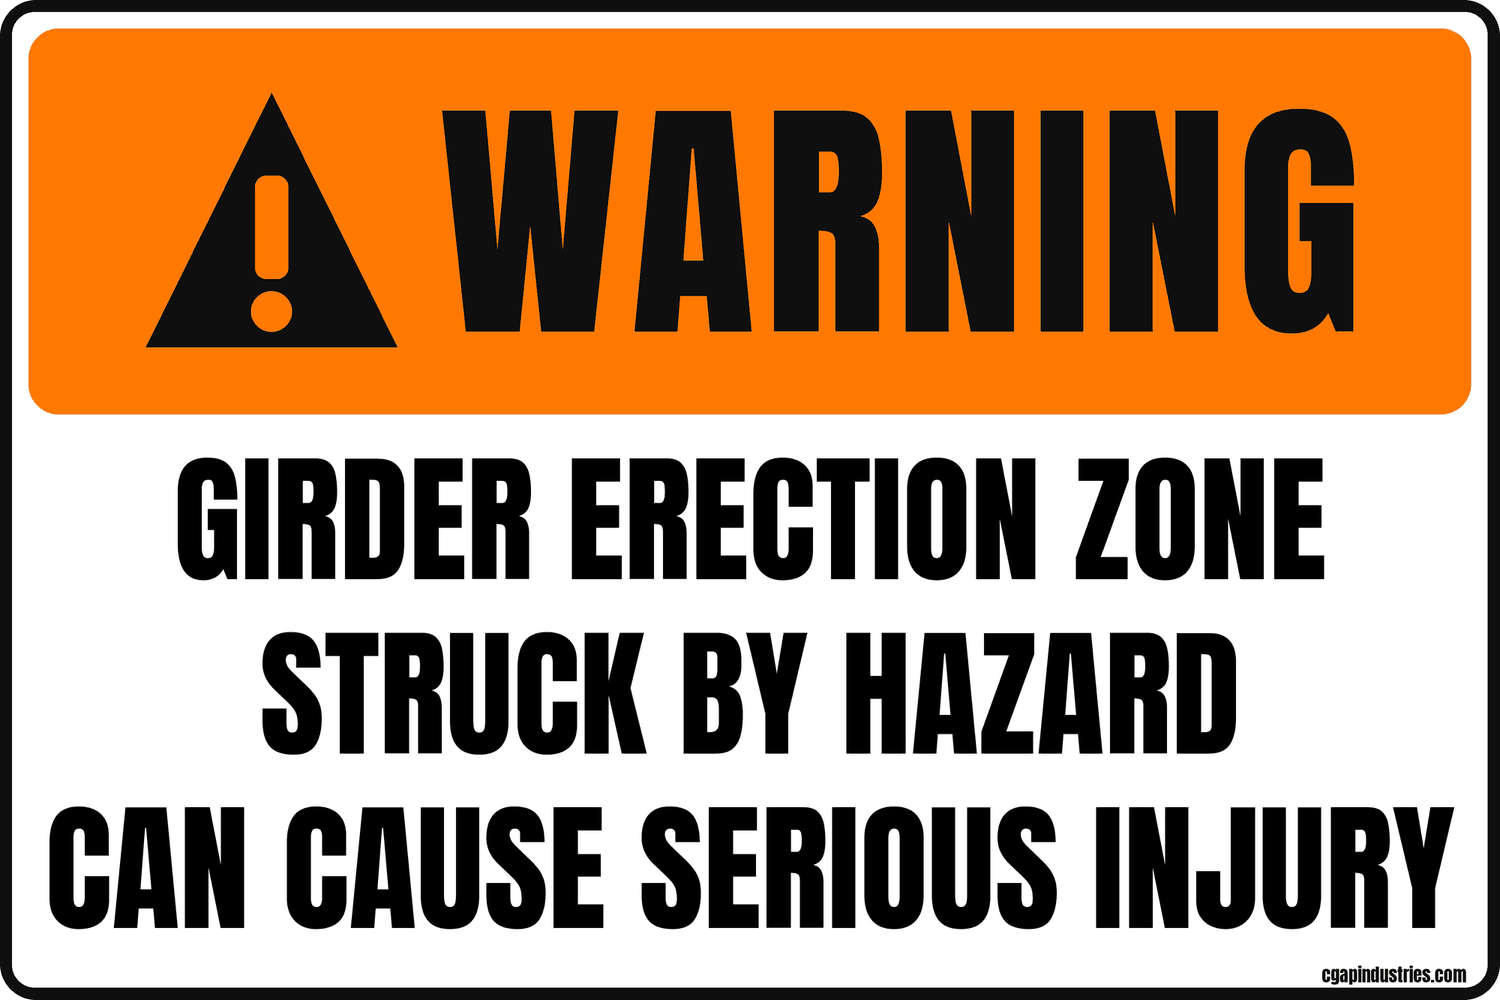 WARNING
GIRDER ERECTION ZONE
STRUCK BY HAZARD
CAN CAUSE SERIOUS INJURY
cgapindustries.com